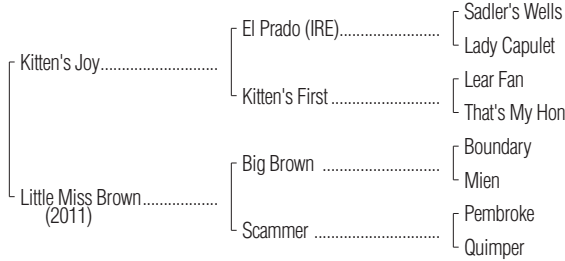 Sadler's Wells
El Prado (IRE)
Lady Capulet
Kitten's Joy
Lear Fan
Kitten's First
That's My Hon
Boundary
Big Brown
Mien
Little Miss Brown
(2011)
Pembroke
Scammer
Quimper